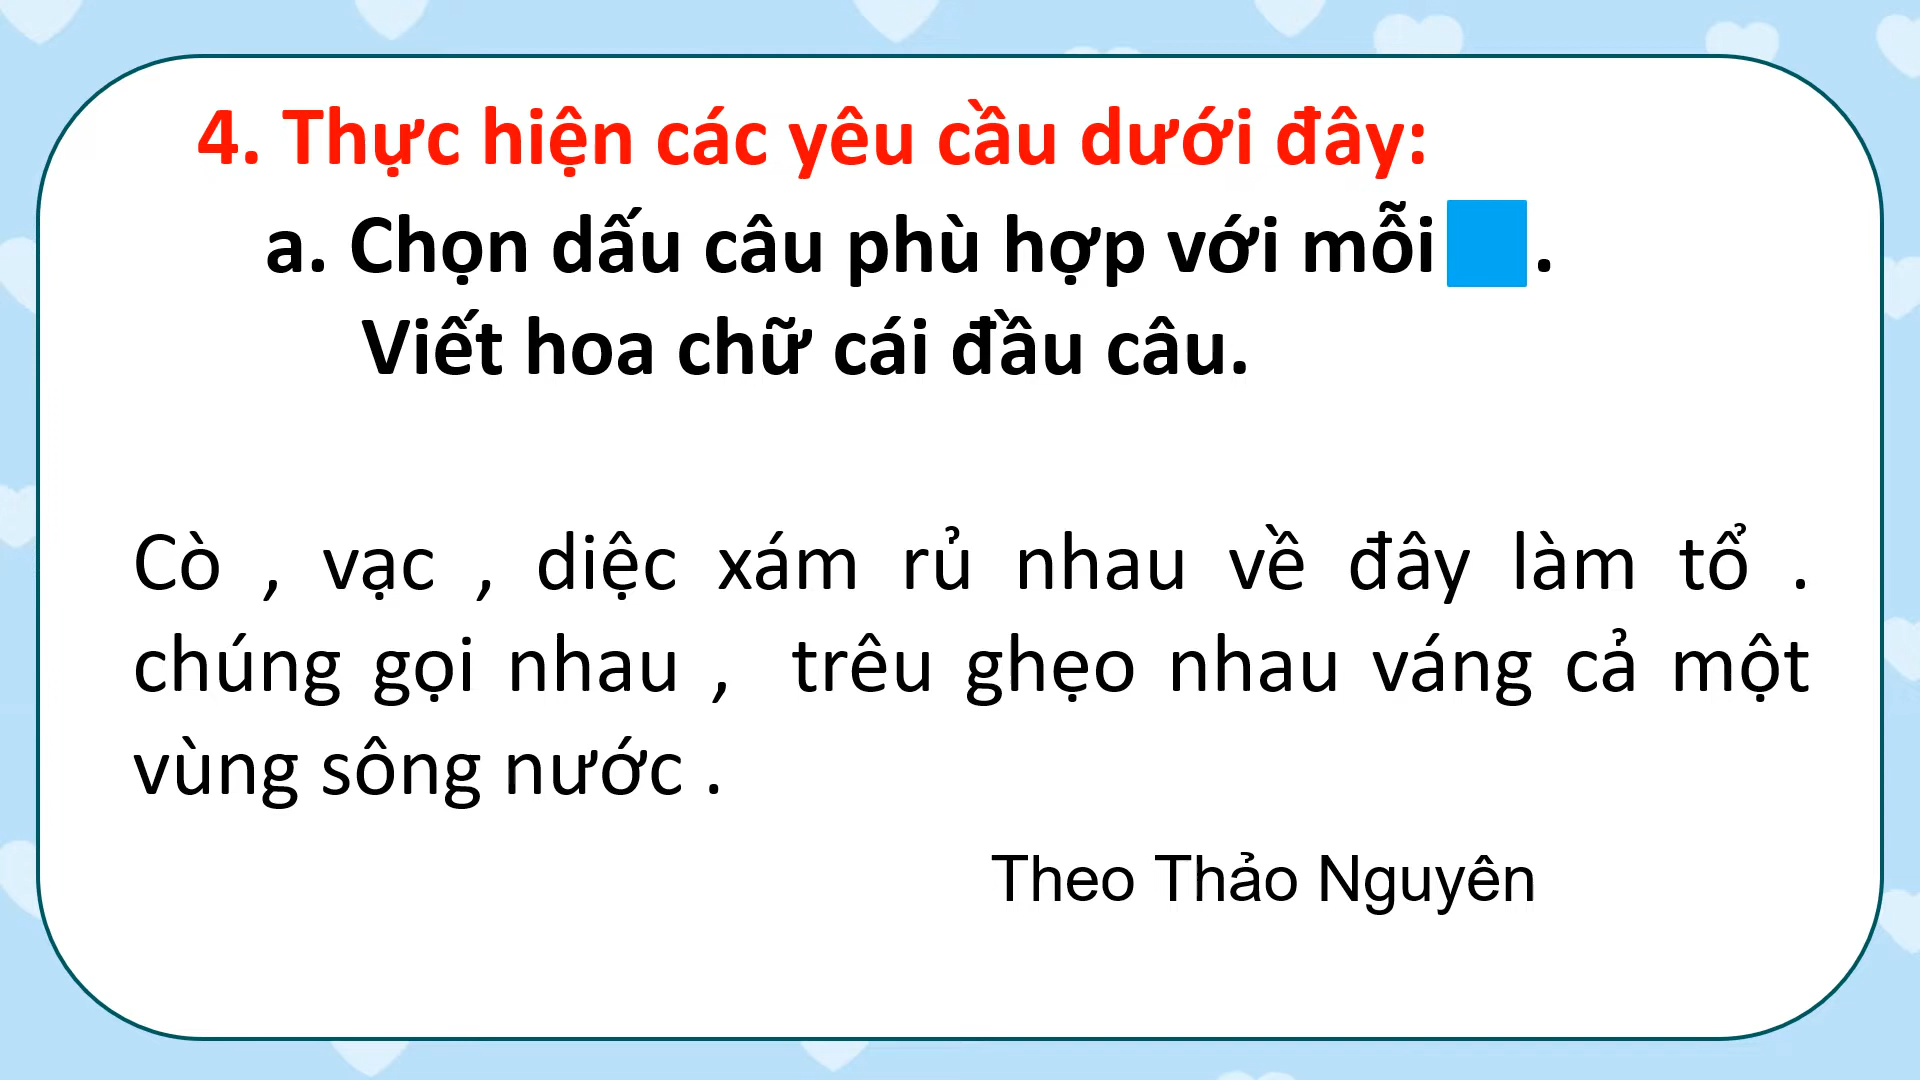 4. Thực hiện các yêu cầu dưới đây:
a. Chọn dấu câu phù hợp với mỗi .
Viết hoa chữ cái đầu câu.
Cò , vạc , diệc xám rủ nhau về đây làm tổ .
chúng gọi nhau , trêu ghẹo nhau váng cả một
vùng sông nước .
Theo Thảo Nguyên